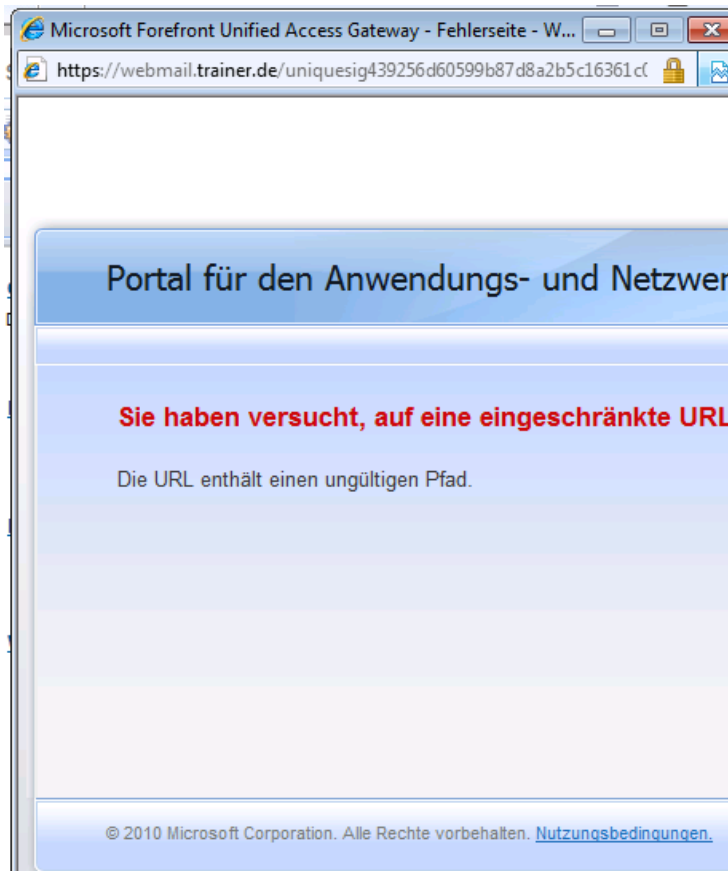 Microsoft Forefront Unified Access Gateway - Fehlerseite - W...
https://webmail.trainer.de/uniquesig439256d60599b87d8a2b5c16361c
Portal für den Anwendungs- und Netzwer
Sie haben versucht, auf eine eingeschränkte URL
Die URL enthält einen ungültigen Pfad.
© 2010 Microsoft Corporation. Alle Rechte vorbehalten. Nutzungsbedingungen.